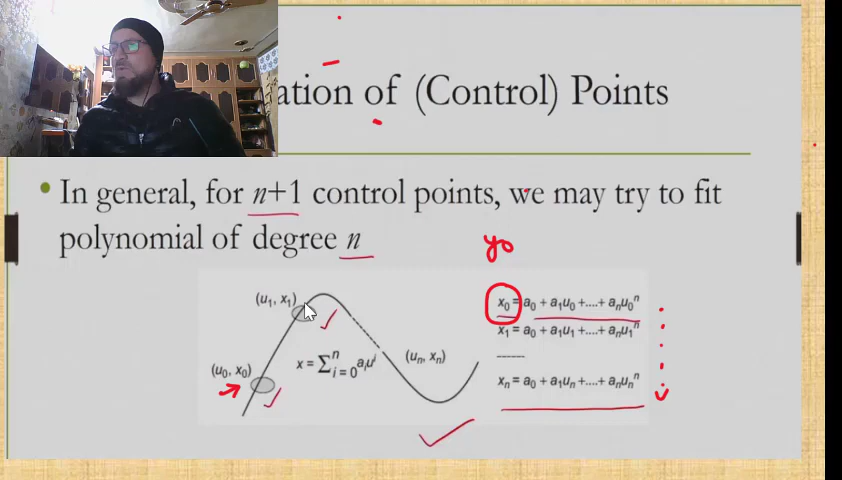 ation of (Control) Points
• In general, for n+1 control points, we may try to fit
polynomial of degree n
yo
(u₁, x₁)
(u₀, x₀)
x = ∑ⁿᵢ₌₀ aᵢuⁱ
(uₙ, xₙ)
x₀ = a₀ + a₁u₀ +....+ aₙu₀ⁿ
x₁ = a₀ + a₁u₁ +....+ aₙu₁ⁿ
------
xₙ = a₀ + a₁uₙ +....+ aₙuₙⁿ